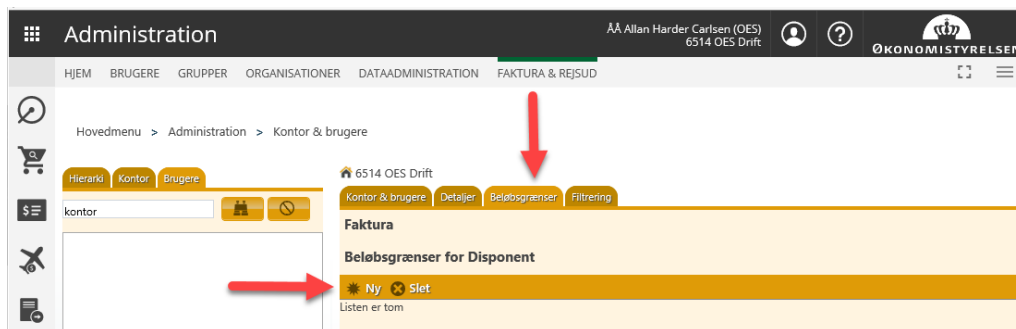 Administration
ÅÅ Allan Harder Carlsen (OES)
6514 OES Drift
ØKONOMISTYRELSEN
HJEM BRUGERE GRUPPER ORGANISATIONER DATAADMINISTRATION FAKTURA & REJSUD
Hovedmenu > Administration > Kontor & brugere
6514 OES Drift
Hierarki Kontor Brugere
Kontor & brugere Detaljer Beløbsgrænser Filtrering
kontor
Faktura
Beløbsgrænser for Disponent
Ny Slet
Listen er tom